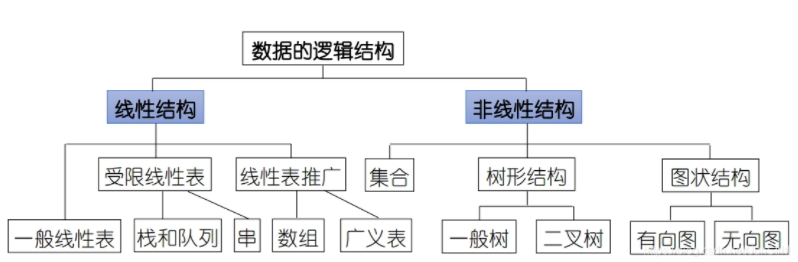 数据的逻辑结构
线性结构
非线性结构
受限线性表
线性表推广
集合
树形结构
图状结构
一般线性表
栈和队列
串
数组
广义表
一般树
二叉树
有向图
无向图